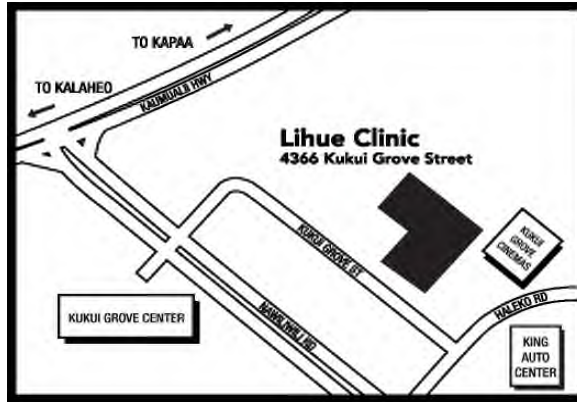 TO KAPAA
TO KALAHEO
KAUMUALII HWY
Lihue Clinic
4366 Kukui Grove Street
KUKUI GROVE ST
KUKUI
GROVE
CINEMAS
HALEKO RD
NAWILIWILI RD
KUKUI GROVE CENTER
KING
AUTO
CENTER